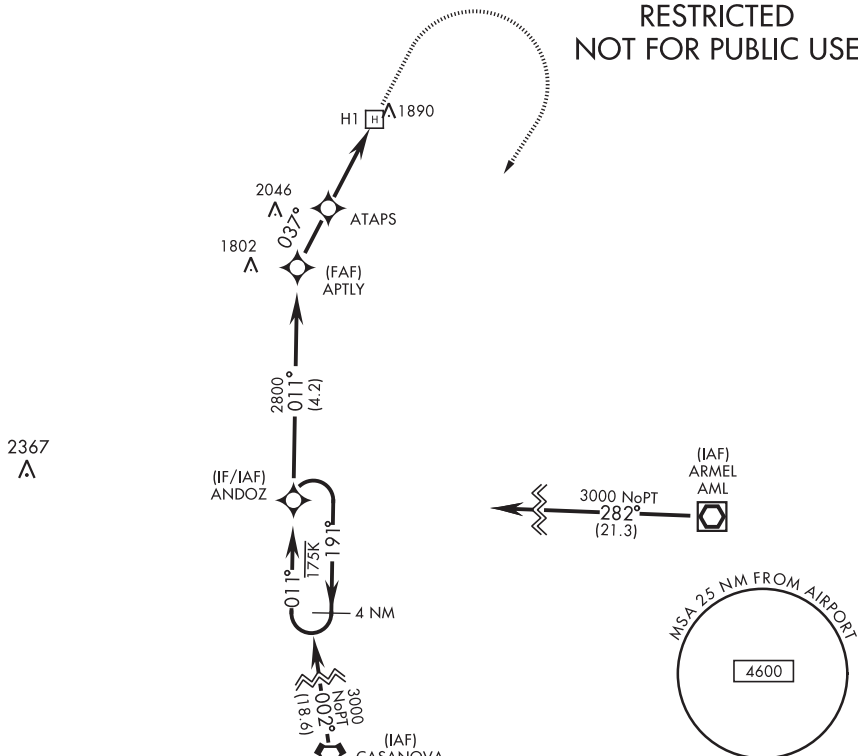 RESTRICTED
NOT FOR PUBLIC USE
H1
H
1890
2046
ATAPS
037°
1802
(FAF)
APTLY
2800
011°
(4.2)
2367
(IF/IAF)
ANDOZ
(IAF)
ARMEL
AML
3000 NoPT
282°
(21.3)
191°
175K
011°
4 NM
MSA 25 NM FROM AIRPORT
4600
3000
NoPT
002°
(18.6)
(IAF)
CASANOVA